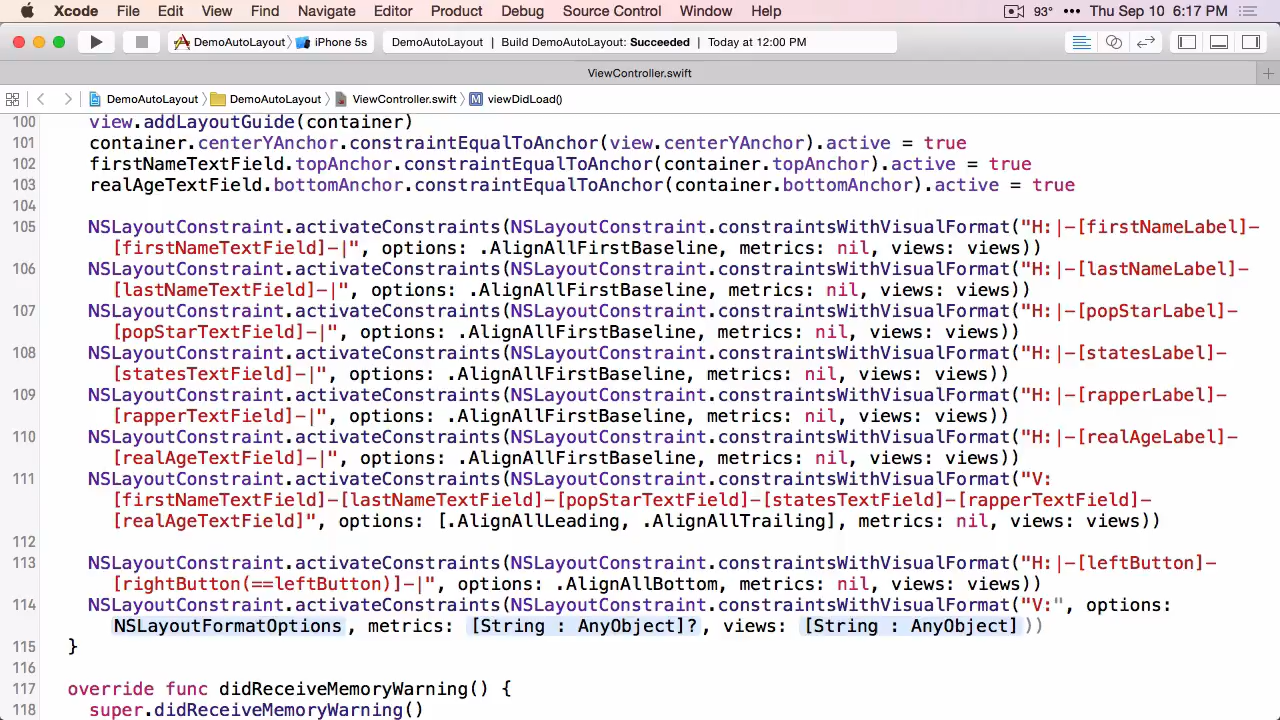 Xcode File Edit View Find Navigate Editor Product Debug Source Control Window Help 93° ••• Thu Sep 10 6:17 PM
DemoAutoLayout iPhone 5s DemoAutoLayout | Build DemoAutoLayout: Succeeded | Today at 12:00 PM
ViewController.swift
DemoAutoLayout DemoAutoLayout ViewController.swift M viewDidLoad()
100 view.addLayoutGuide(container)
101 container.centerYAnchor.constraintEqualToAnchor(view.centerYAnchor).active = true
102 firstNameTextField.topAnchor.constraintEqualToAnchor(container.topAnchor).active = true
103 realAgeTextField.bottomAnchor.constraintEqualToAnchor(container.bottomAnchor).active = true
104
105 NSLayoutConstraint.activateConstraints(NSLayoutConstraint.constraintsWithVisualFormat("H:|-[firstNameLabel]-
[firstNameTextField]-|", options: .AlignAllFirstBaseline, metrics: nil, views: views))
106 NSLayoutConstraint.activateConstraints(NSLayoutConstraint.constraintsWithVisualFormat("H:|-[lastNameLabel]-
[lastNameTextField]-|", options: .AlignAllFirstBaseline, metrics: nil, views: views))
107 NSLayoutConstraint.activateConstraints(NSLayoutConstraint.constraintsWithVisualFormat("H:|-[popStarLabel]-
[popStarTextField]-|", options: .AlignAllFirstBaseline, metrics: nil, views: views))
108 NSLayoutConstraint.activateConstraints(NSLayoutConstraint.constraintsWithVisualFormat("H:|-[statesLabel]-
[statesTextField]-|", options: .AlignAllFirstBaseline, metrics: nil, views: views))
109 NSLayoutConstraint.activateConstraints(NSLayoutConstraint.constraintsWithVisualFormat("H:|-[rapperLabel]-
[rapperTextField]-|", options: .AlignAllFirstBaseline, metrics: nil, views: views))
110 NSLayoutConstraint.activateConstraints(NSLayoutConstraint.constraintsWithVisualFormat("H:|-[realAgeLabel]-
[realAgeTextField]-|", options: .AlignAllFirstBaseline, metrics: nil, views: views))
111 NSLayoutConstraint.activateConstraints(NSLayoutConstraint.constraintsWithVisualFormat("V:
[firstNameTextField]-[lastNameTextField]-[popStarTextField]-[statesTextField]-[rapperTextField]-
[realAgeTextField]", options: [.AlignAllLeading, .AlignAllTrailing], metrics: nil, views: views))
112
113 NSLayoutConstraint.activateConstraints(NSLayoutConstraint.constraintsWithVisualFormat("H:|-[leftButton]-
[rightButton(==leftButton)]-|", options: .AlignAllBottom, metrics: nil, views: views))
114 NSLayoutConstraint.activateConstraints(NSLayoutConstraint.constraintsWithVisualFormat("V:", options:
NSLayoutFormatOptions, metrics: [String : AnyObject]?, views: [String : AnyObject]))
115 }
116
117 override func didReceiveMemoryWarning() {
118 super.didReceiveMemoryWarning()